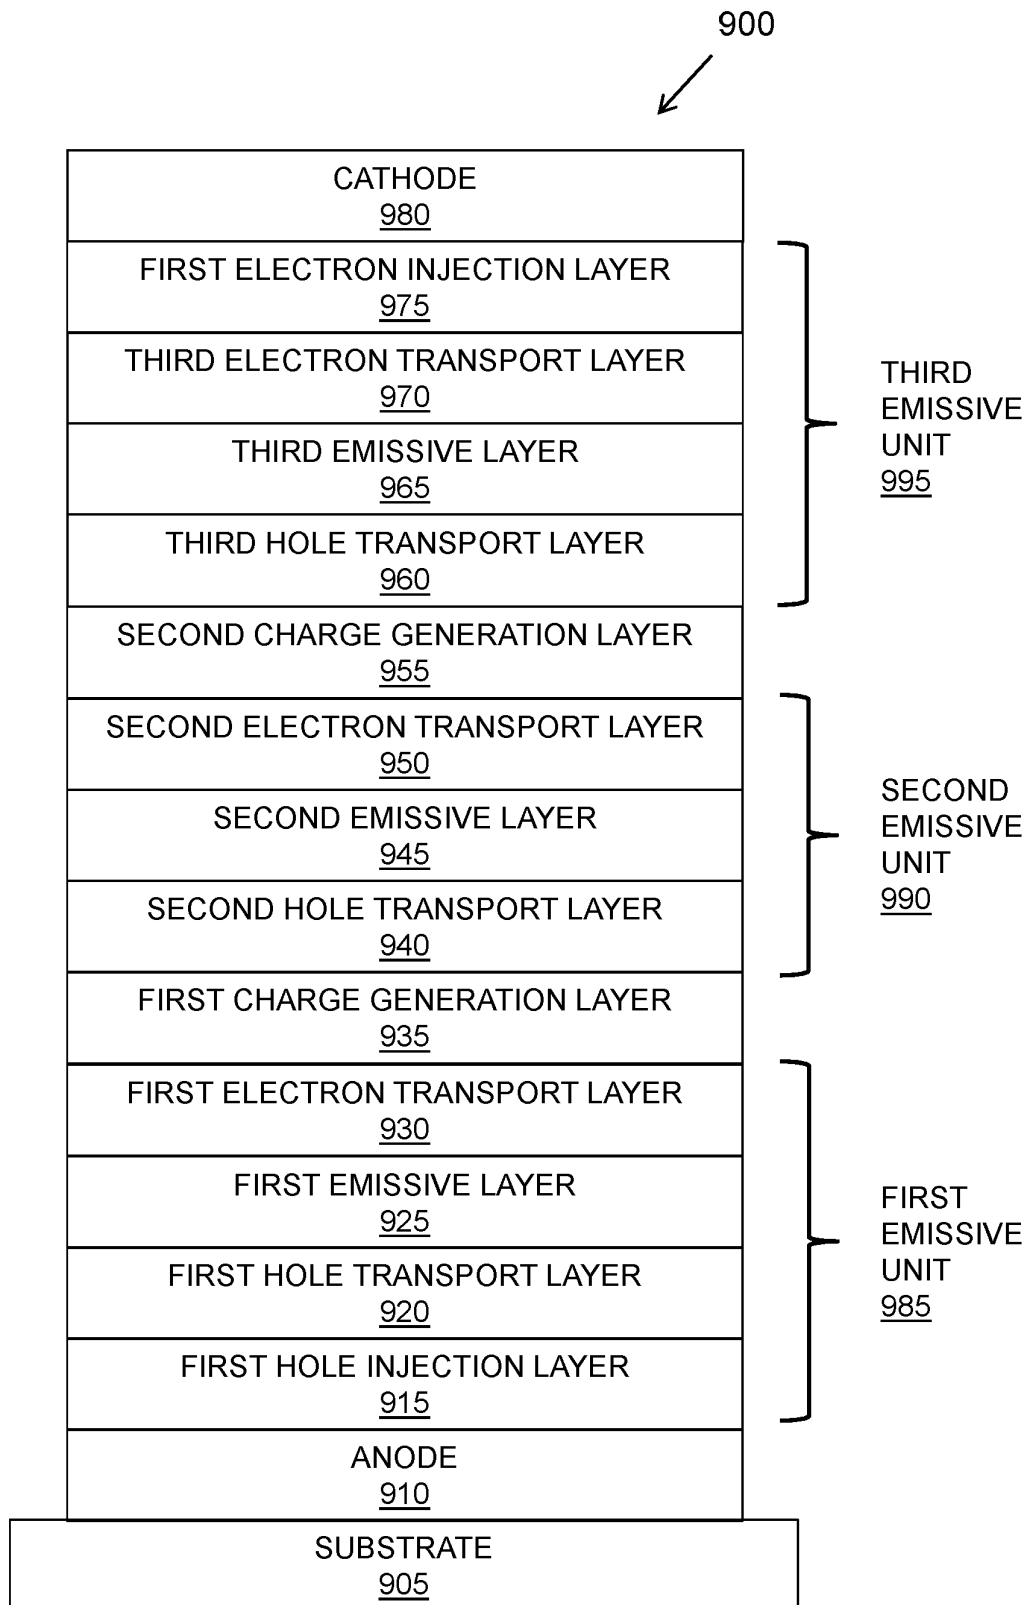 900
CATHODE
980
FIRST ELECTRON INJECTION LAYER
975
THIRD ELECTRON TRANSPORT LAYER
970
THIRD EMISSIVE LAYER
965
THIRD HOLE TRANSPORT LAYER
960
THIRD
EMISSIVE
UNIT
995
SECOND CHARGE GENERATION LAYER
955
SECOND ELECTRON TRANSPORT LAYER
950
SECOND EMISSIVE LAYER
945
SECOND HOLE TRANSPORT LAYER
940
SECOND
EMISSIVE
UNIT
990
FIRST CHARGE GENERATION LAYER
935
FIRST ELECTRON TRANSPORT LAYER
930
FIRST EMISSIVE LAYER
925
FIRST HOLE TRANSPORT LAYER
920
FIRST HOLE INJECTION LAYER
915
FIRST
EMISSIVE
UNIT
985
ANODE
910
SUBSTRATE
905